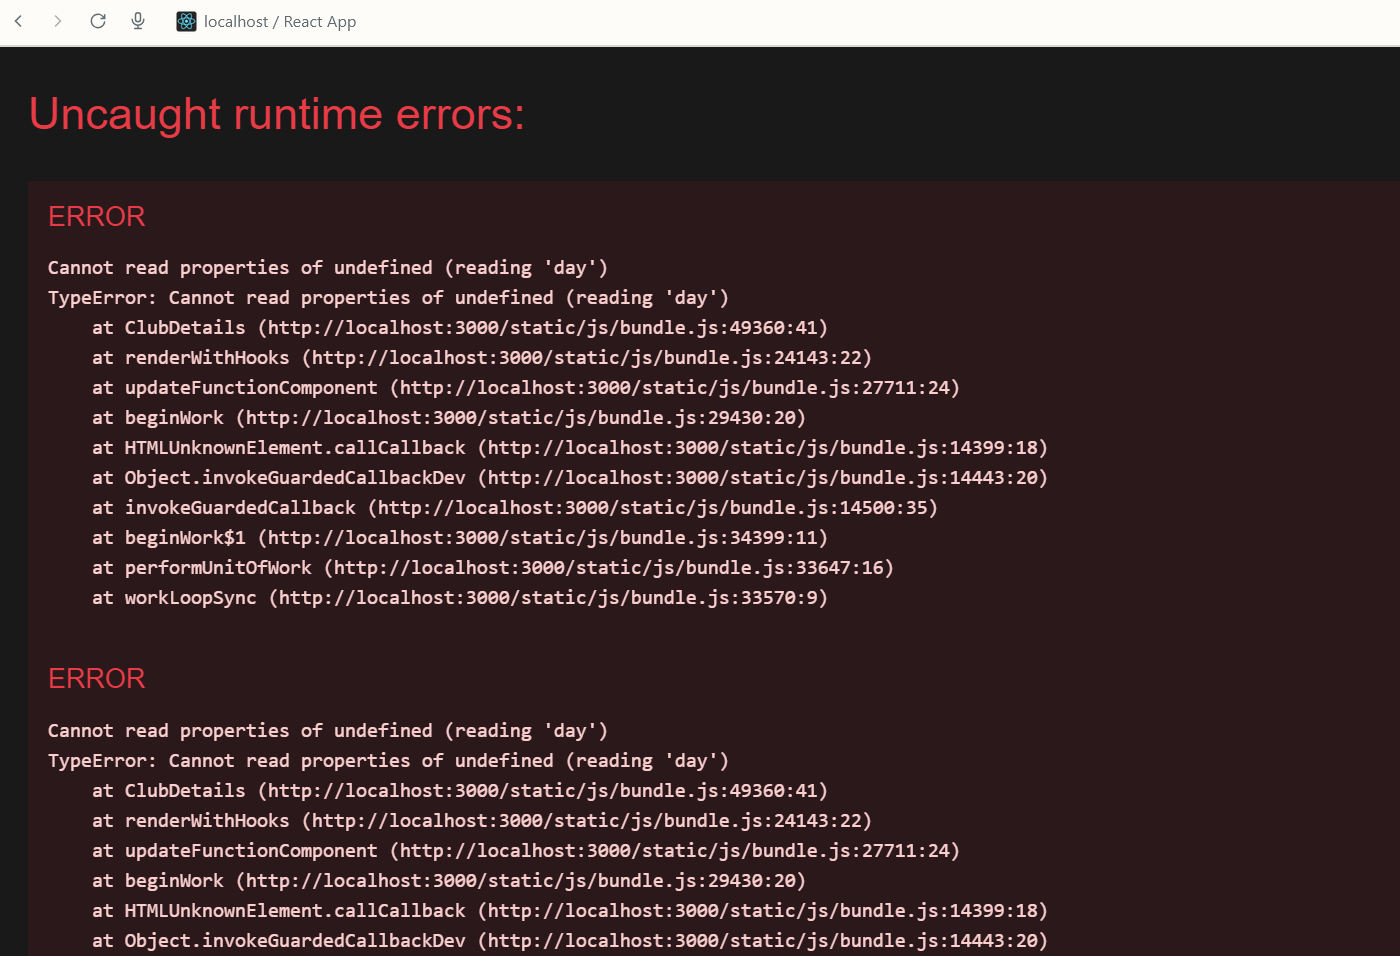 localhost / React App
Uncaught runtime errors:
ERROR
Cannot read properties of undefined (reading 'day')
TypeError: Cannot read properties of undefined (reading 'day')
    at ClubDetails (http://localhost:3000/static/js/bundle.js:49360:41)
    at renderWithHooks (http://localhost:3000/static/js/bundle.js:24143:22)
    at updateFunctionComponent (http://localhost:3000/static/js/bundle.js:27711:24)
    at beginWork (http://localhost:3000/static/js/bundle.js:29430:20)
    at HTMLUnknownElement.callCallback (http://localhost:3000/static/js/bundle.js:14399:18)
    at Object.invokeGuardedCallbackDev (http://localhost:3000/static/js/bundle.js:14443:20)
    at invokeGuardedCallback (http://localhost:3000/static/js/bundle.js:14500:35)
    at beginWork$1 (http://localhost:3000/static/js/bundle.js:34399:11)
    at performUnitOfWork (http://localhost:3000/static/js/bundle.js:33647:16)
    at workLoopSync (http://localhost:3000/static/js/bundle.js:33570:9)
ERROR
Cannot read properties of undefined (reading 'day')
TypeError: Cannot read properties of undefined (reading 'day')
    at ClubDetails (http://localhost:3000/static/js/bundle.js:49360:41)
    at renderWithHooks (http://localhost:3000/static/js/bundle.js:24143:22)
    at updateFunctionComponent (http://localhost:3000/static/js/bundle.js:27711:24)
    at beginWork (http://localhost:3000/static/js/bundle.js:29430:20)
    at HTMLUnknownElement.callCallback (http://localhost:3000/static/js/bundle.js:14399:18)
    at Object.invokeGuardedCallbackDev (http://localhost:3000/static/js/bundle.js:14443:20)